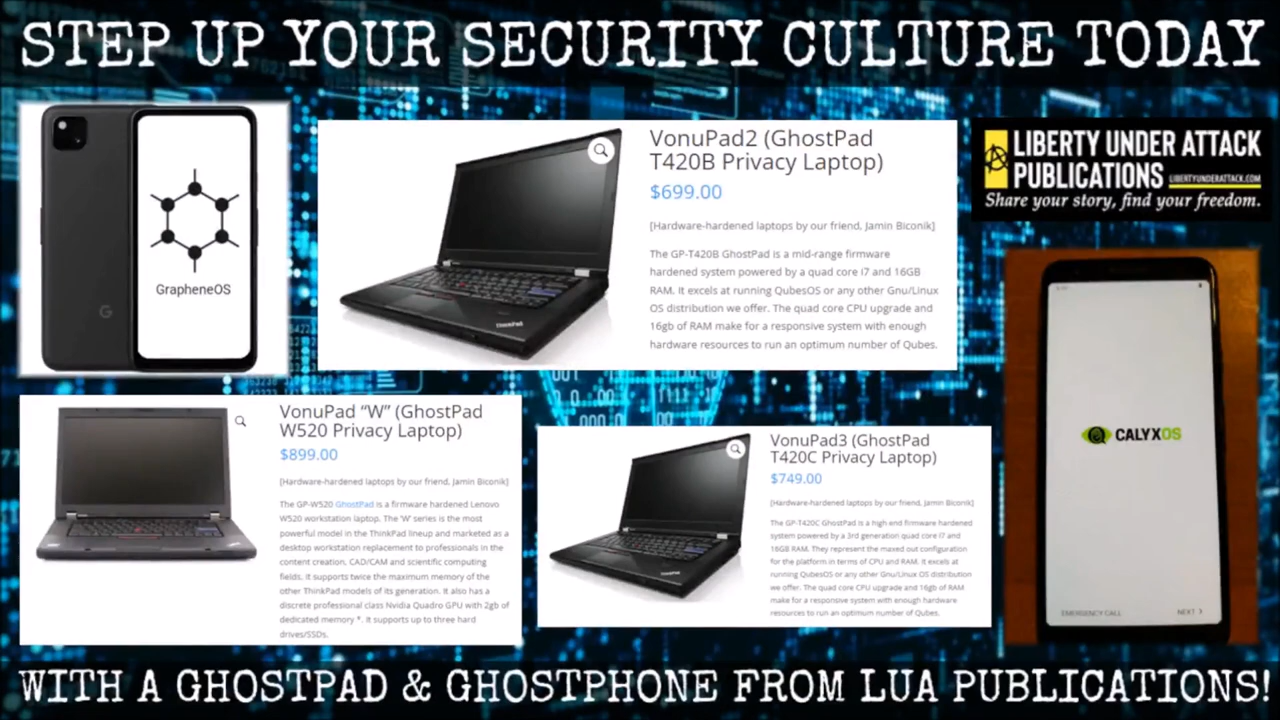 STEP UP YOUR SECURITY CULTURE TODAY
GrapheneOS
VonuPad2 (GhostPad
T420B Privacy Laptop)
$699.00
[Hardware-hardened laptops by our friend, Jamin Biconik]
The GP-T420B GhostPad is a mid-range firmware
hardened system powered by a quad core i7 and 16GB
RAM. It excels at running QubesOS or any other Gnu/Linux
OS distribution we offer. The quad core CPU upgrade and
16gb of RAM make for a responsive system with enough
hardware resources to run an optimum number of Qubes.
ThinkPad
LIBERTY UNDER ATTACK
PUBLICATIONS
LIBERTYUNDERATTACK.COM
Share your story, find your freedom.
VonuPad “W” (GhostPad
W520 Privacy Laptop)
$899.00
[Hardware-hardened laptops by our friend, Jamin Biconik]
The GP-W520 GhostPad is a firmware hardened Lenovo
W520 workstation laptop. The ‘W’ series is the most
powerful model in the ThinkPad lineup and marketed as a
desktop workstation replacement to professionals in the
content creation, CAD/CAM and scientific computing
fields. It supports twice the maximum memory of the
other ThinkPad models of its generation. It also has a
discrete professional class Nvidia Quadro GPU with 2gb of
dedicated memory *. It supports up to three hard
drives/SSDs.
VonuPad3 (GhostPad
T420C Privacy Laptop)
$749.00
[Hardware-hardened laptops by our friend, Jamin Biconik]
The GP-T420C GhostPad is a high end firmware hardened
system powered by a 3rd generation quad core i7 and
16GB RAM. They represent the maxed out configuration
for the platform in terms of CPU and RAM. It excels at
running QubesOS or any other Gnu/Linux OS distribution
we offer. The quad core CPU upgrade and 16gb of RAM
make for a responsive system with enough hardware
resources to run an optimum number of Qubes.
ThinkPad
CALYXOS
EMERGENCY CALL
NEXT >
WITH A GHOSTPAD & GHOSTPHONE FROM LUA PUBLICATIONS!